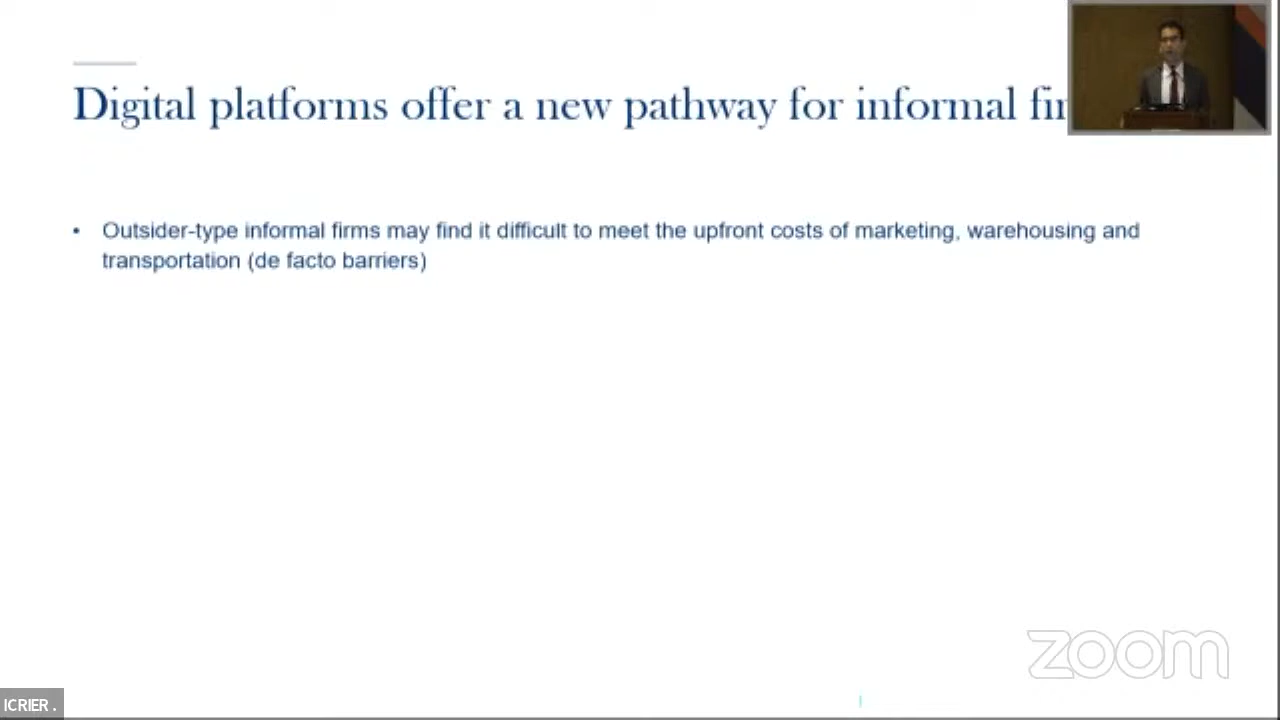 Digital platforms offer a new pathway for informal
• Outsider-type informal firms may find it difficult to meet the upfront costs of marketing, warehousing and
transportation (de facto barriers)
zoom
ICRIER .